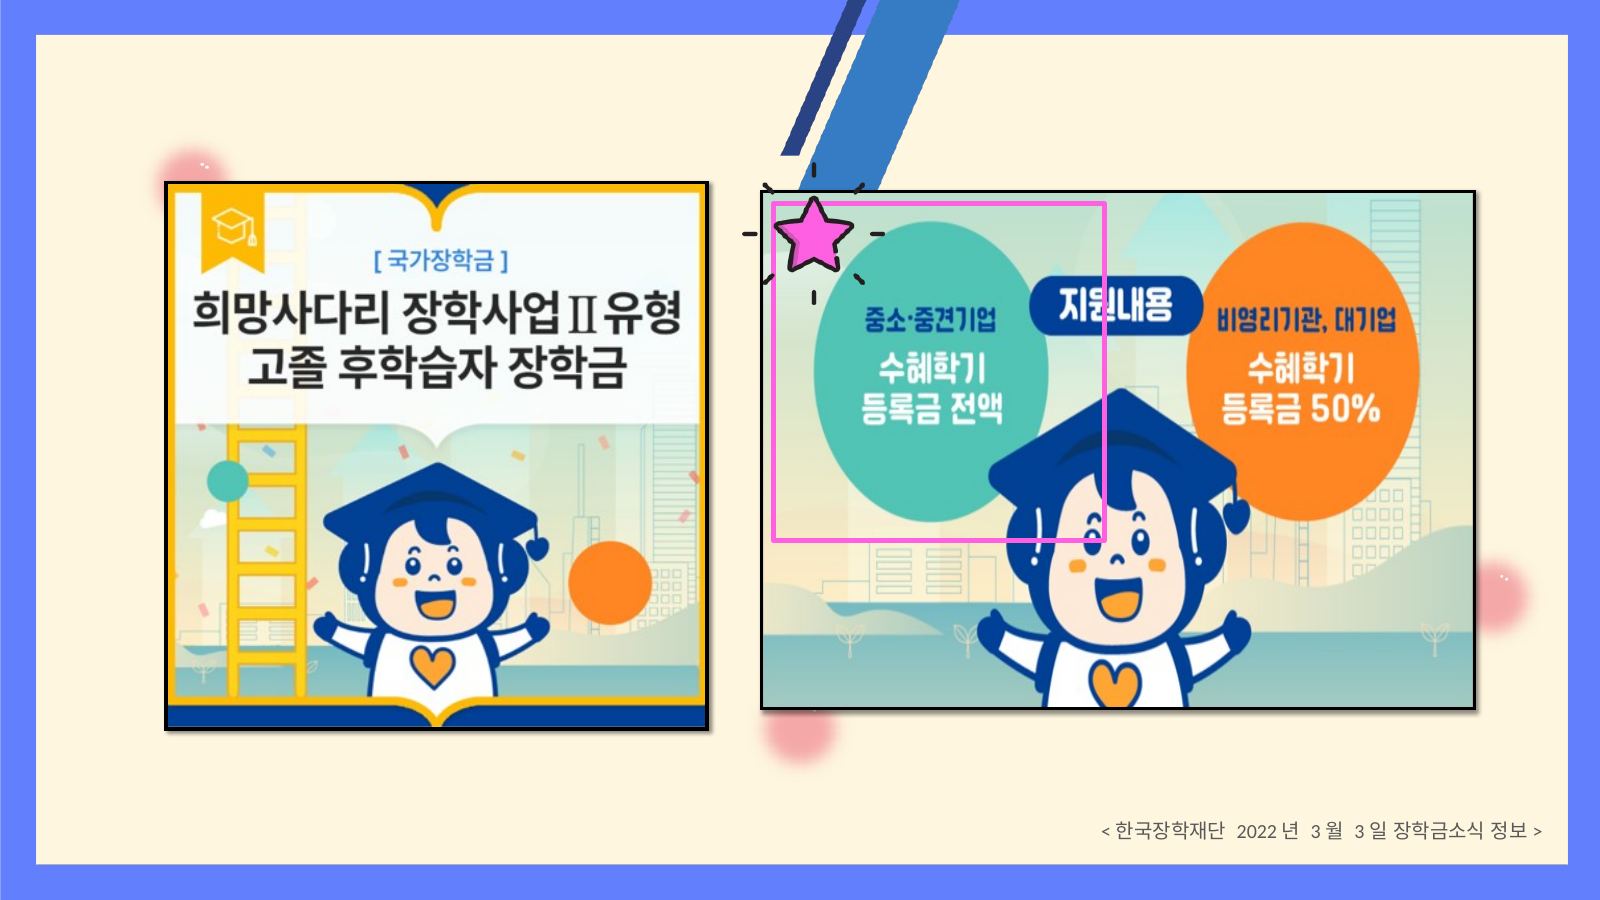 [ 국가장학금 ]
희망사다리 장학사업Ⅱ유형
고졸 후학습자 장학금
지원내용
중소·중견기업
수혜학기
등록금 전액
비영리기관, 대기업
수혜학기
등록금 50%
< 한국장학재단 2022 년 3 월 3 일 장학금소식 정보 >